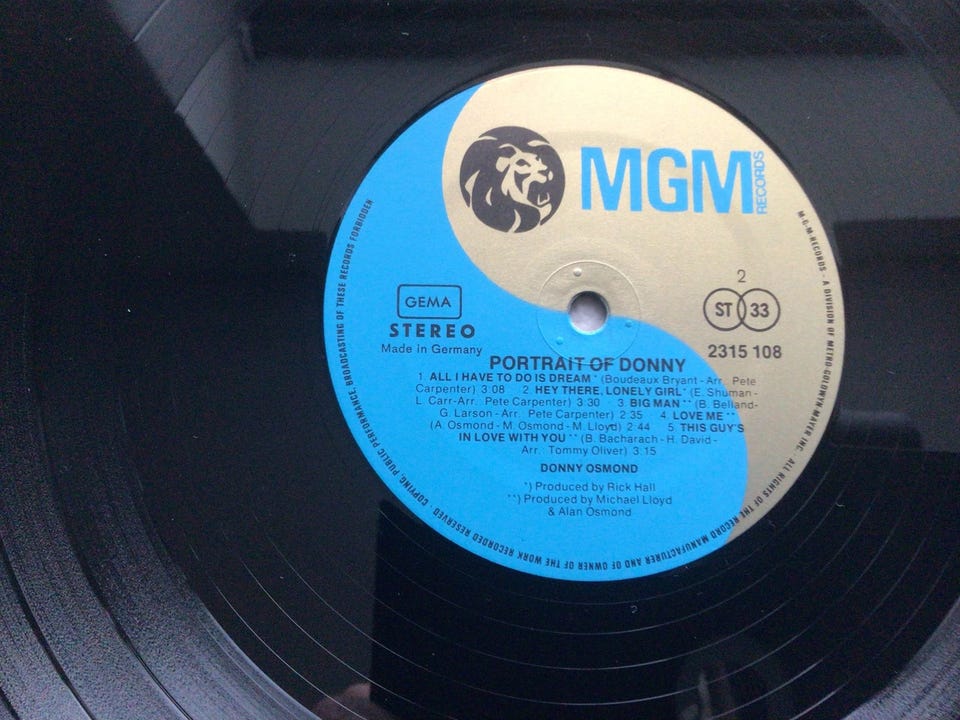 MGM
RECORDS
2
GEMA
ST 33
STEREO
Made in Germany
2315 108
PORTRAIT OF DONNY
1. ALL I HAVE TO DO IS DREAM * (Boudeaux Bryant - Arr. Pete
Carpenter) 3:08 2. HEY THERE, LONELY GIRL * (E. Shuman-
L. Carr-Arr. Pete Carpenter) 3:30 3. BIG MAN ** (B. Belland-
G. Larson - Arr. Pete Carpenter) 2:35 4. LOVE ME **
(A. Osmond - M. Osmond - M. Lloyd) 2:44 5. THIS GUY'S
IN LOVE WITH YOU ** (B. Bacharach - H. David -
Arr. Tommy Oliver) 3:15
DONNY OSMOND
*) Produced by Rick Hall
**) Produced by Michael Lloyd
& Alan Osmond
M-G-M-RECORDS - A DIVISION OF METRO-GOLDWYN-MAYER INC. · ALL RIGHTS OF THE RECORD MANUFACTURER AND OF OWNER OF THE WORK RECORDED RESERVED · COPYING, PUBLIC PERFORMANCE, BROADCASTING OF THESE RECORDS FORBIDDEN